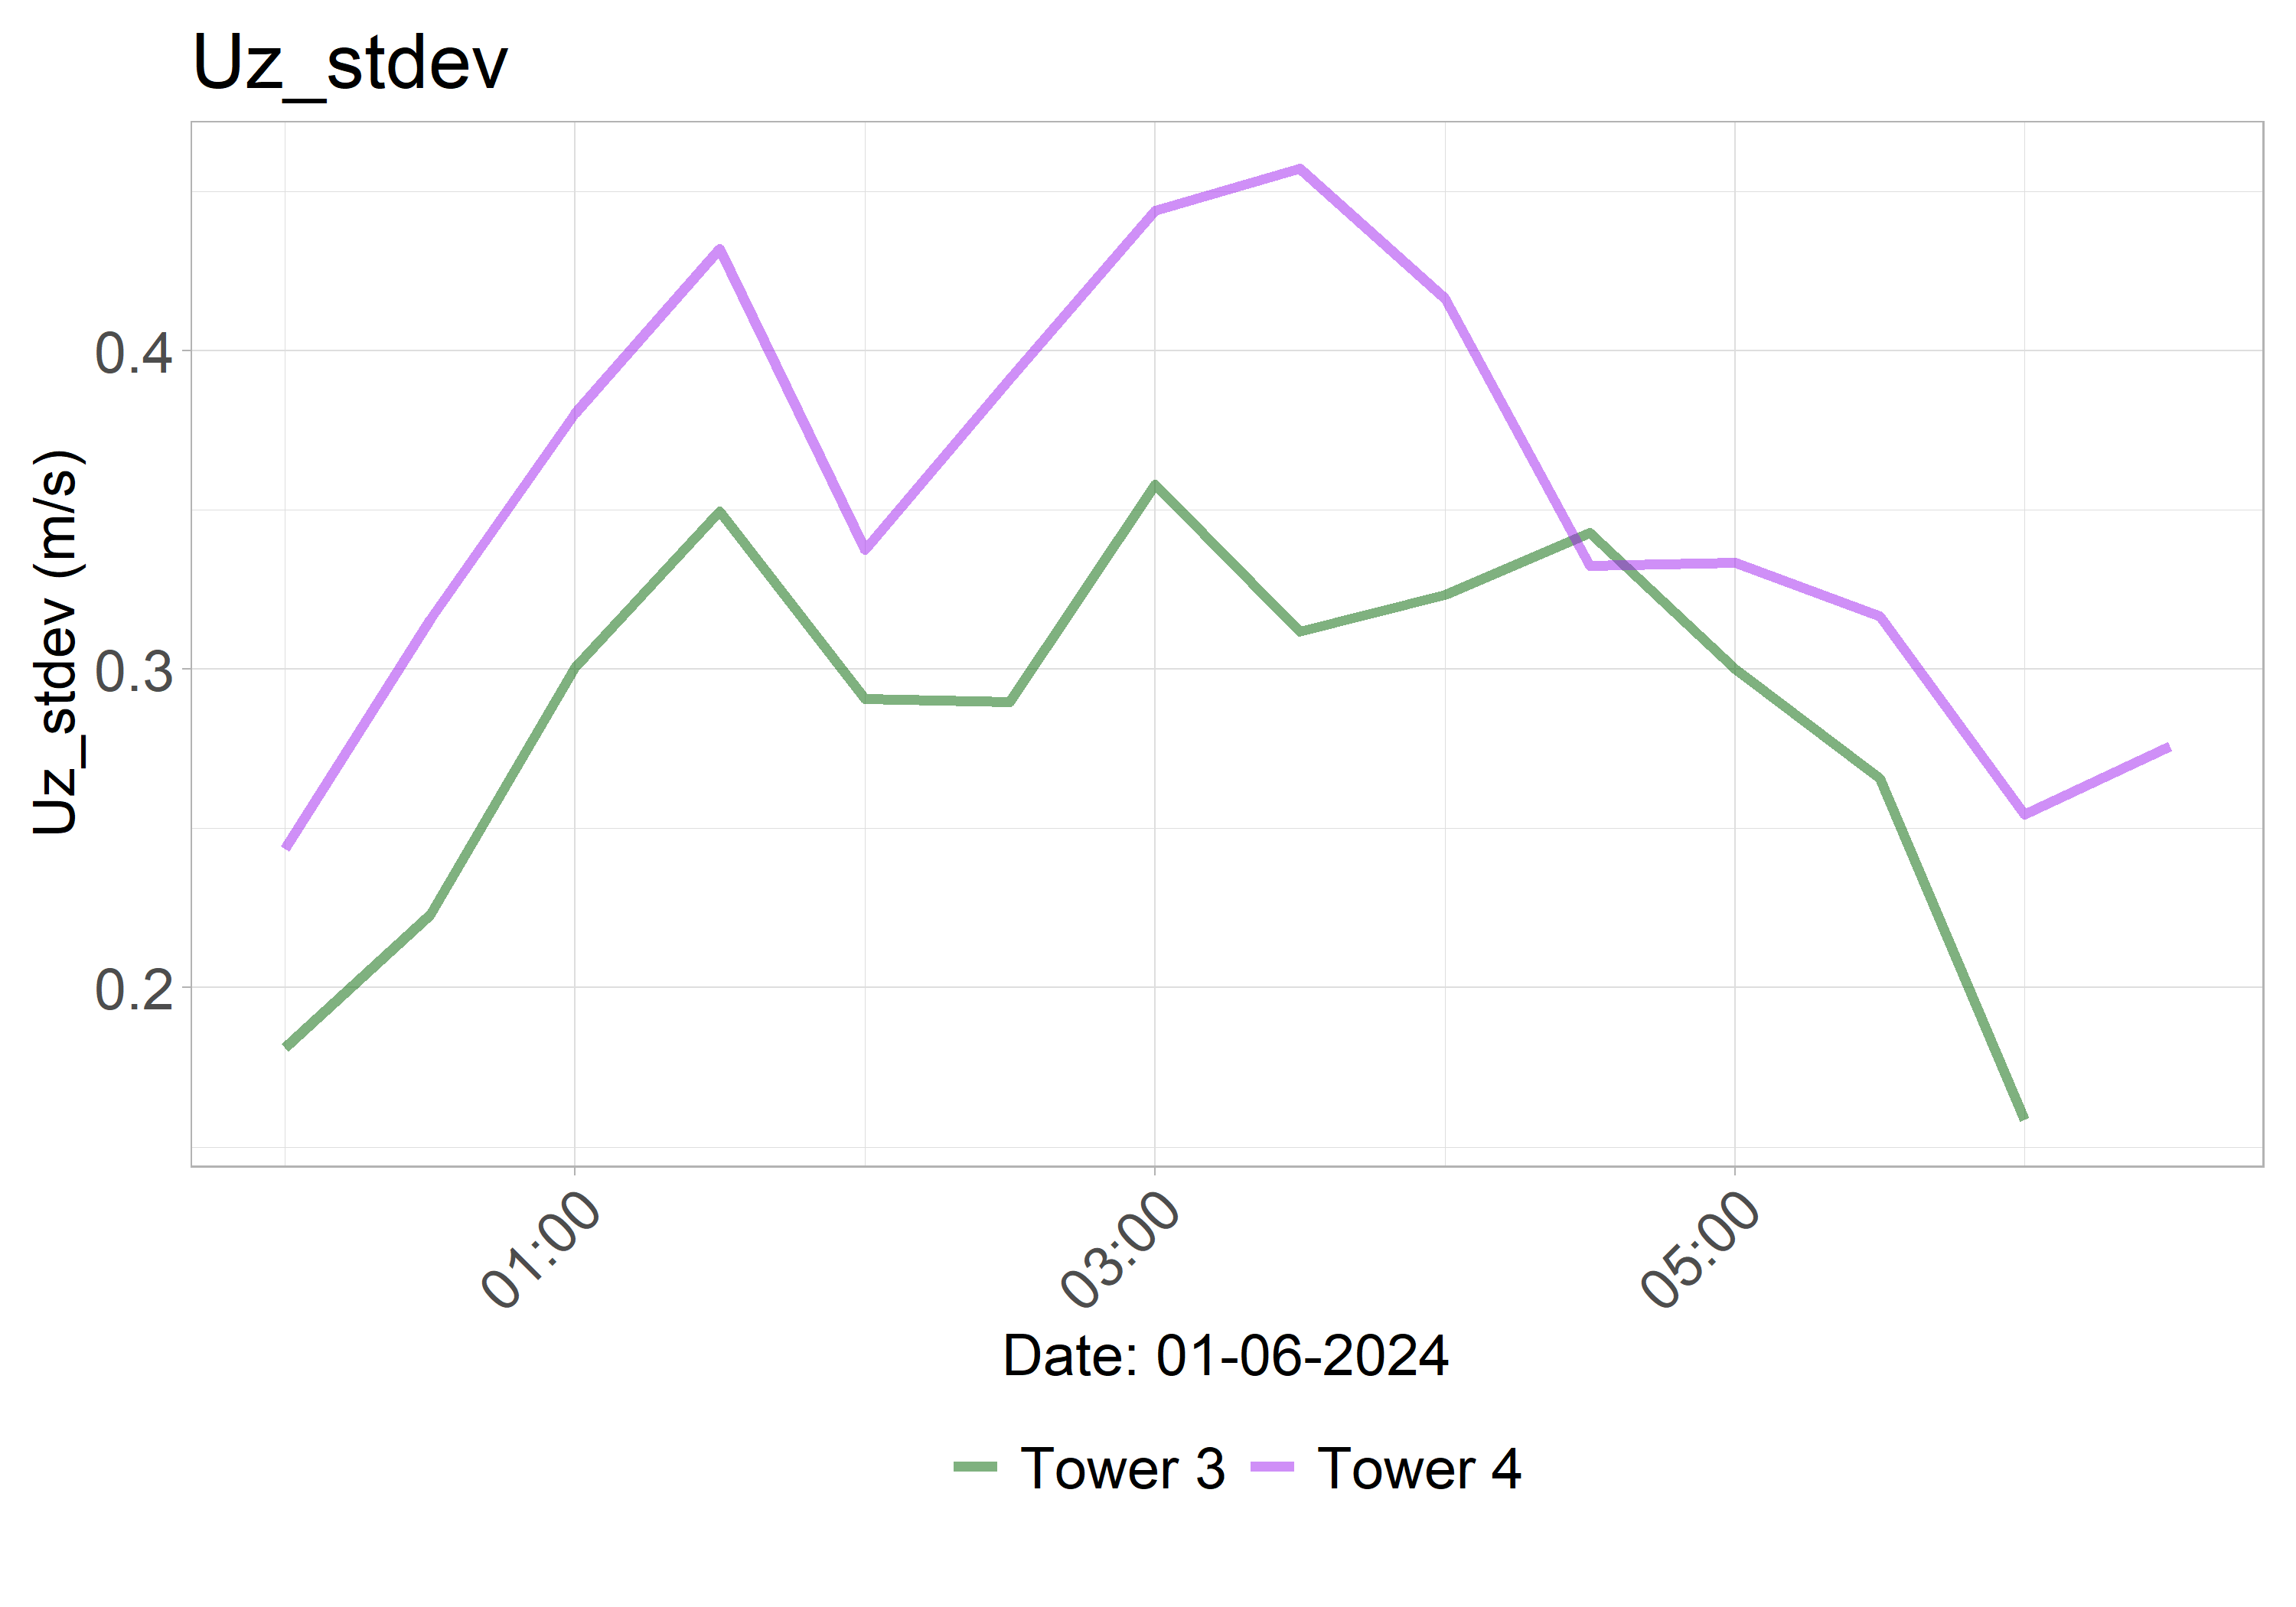 Uz_stdev
Uz_stdev (m/s)
0.4
0.3
0.2
01:00
03:00
05:00
Date: 01-06-2024
Tower 3
Tower 4